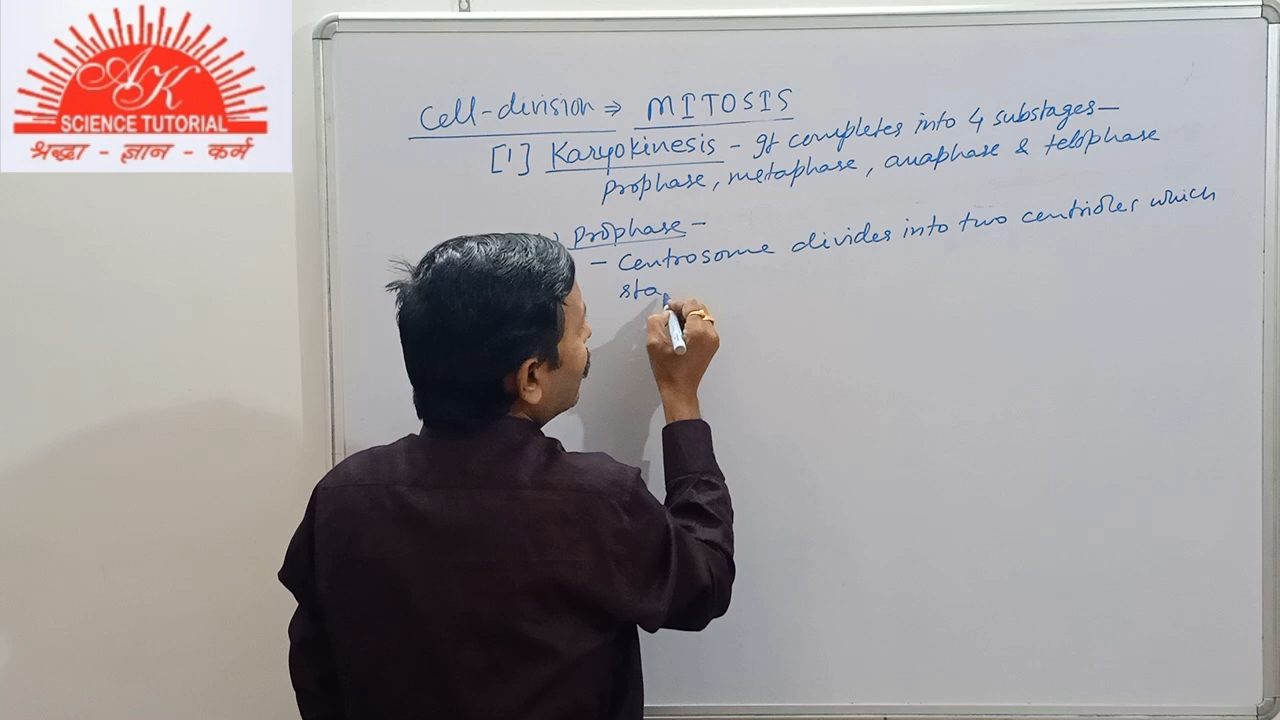 AK
SCIENCE TUTORIAL
श्रद्धा - ज्ञान - कर्म
Cell-division ⇒ MITOSIS
[1] Karyokinesis - It completes into 4 substages-
Prophase, metaphase, anaphase & telophase
Prophase -
- Centrosome divides into two centrioles which
sta